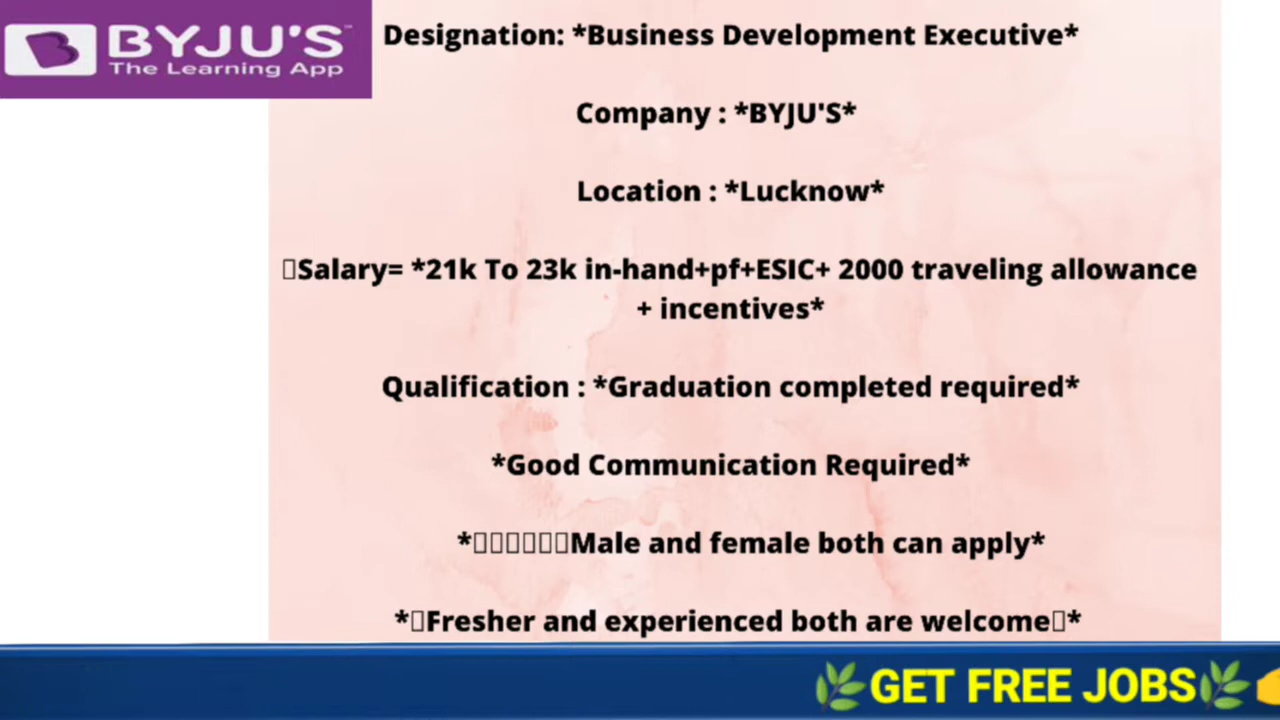 BYJU'S
The Learning App
Designation: *Business Development Executive*
Company : *BYJU'S*
Location : *Lucknow*
Salary= *21k To 23k in-hand+pf+ESIC+ 2000 traveling allowance
+ incentives*
Qualification : *Graduation completed required*
*Good Communication Required*
*Male and female both can apply*
*Fresher and experienced both are welcome*
GET FREE JOBS